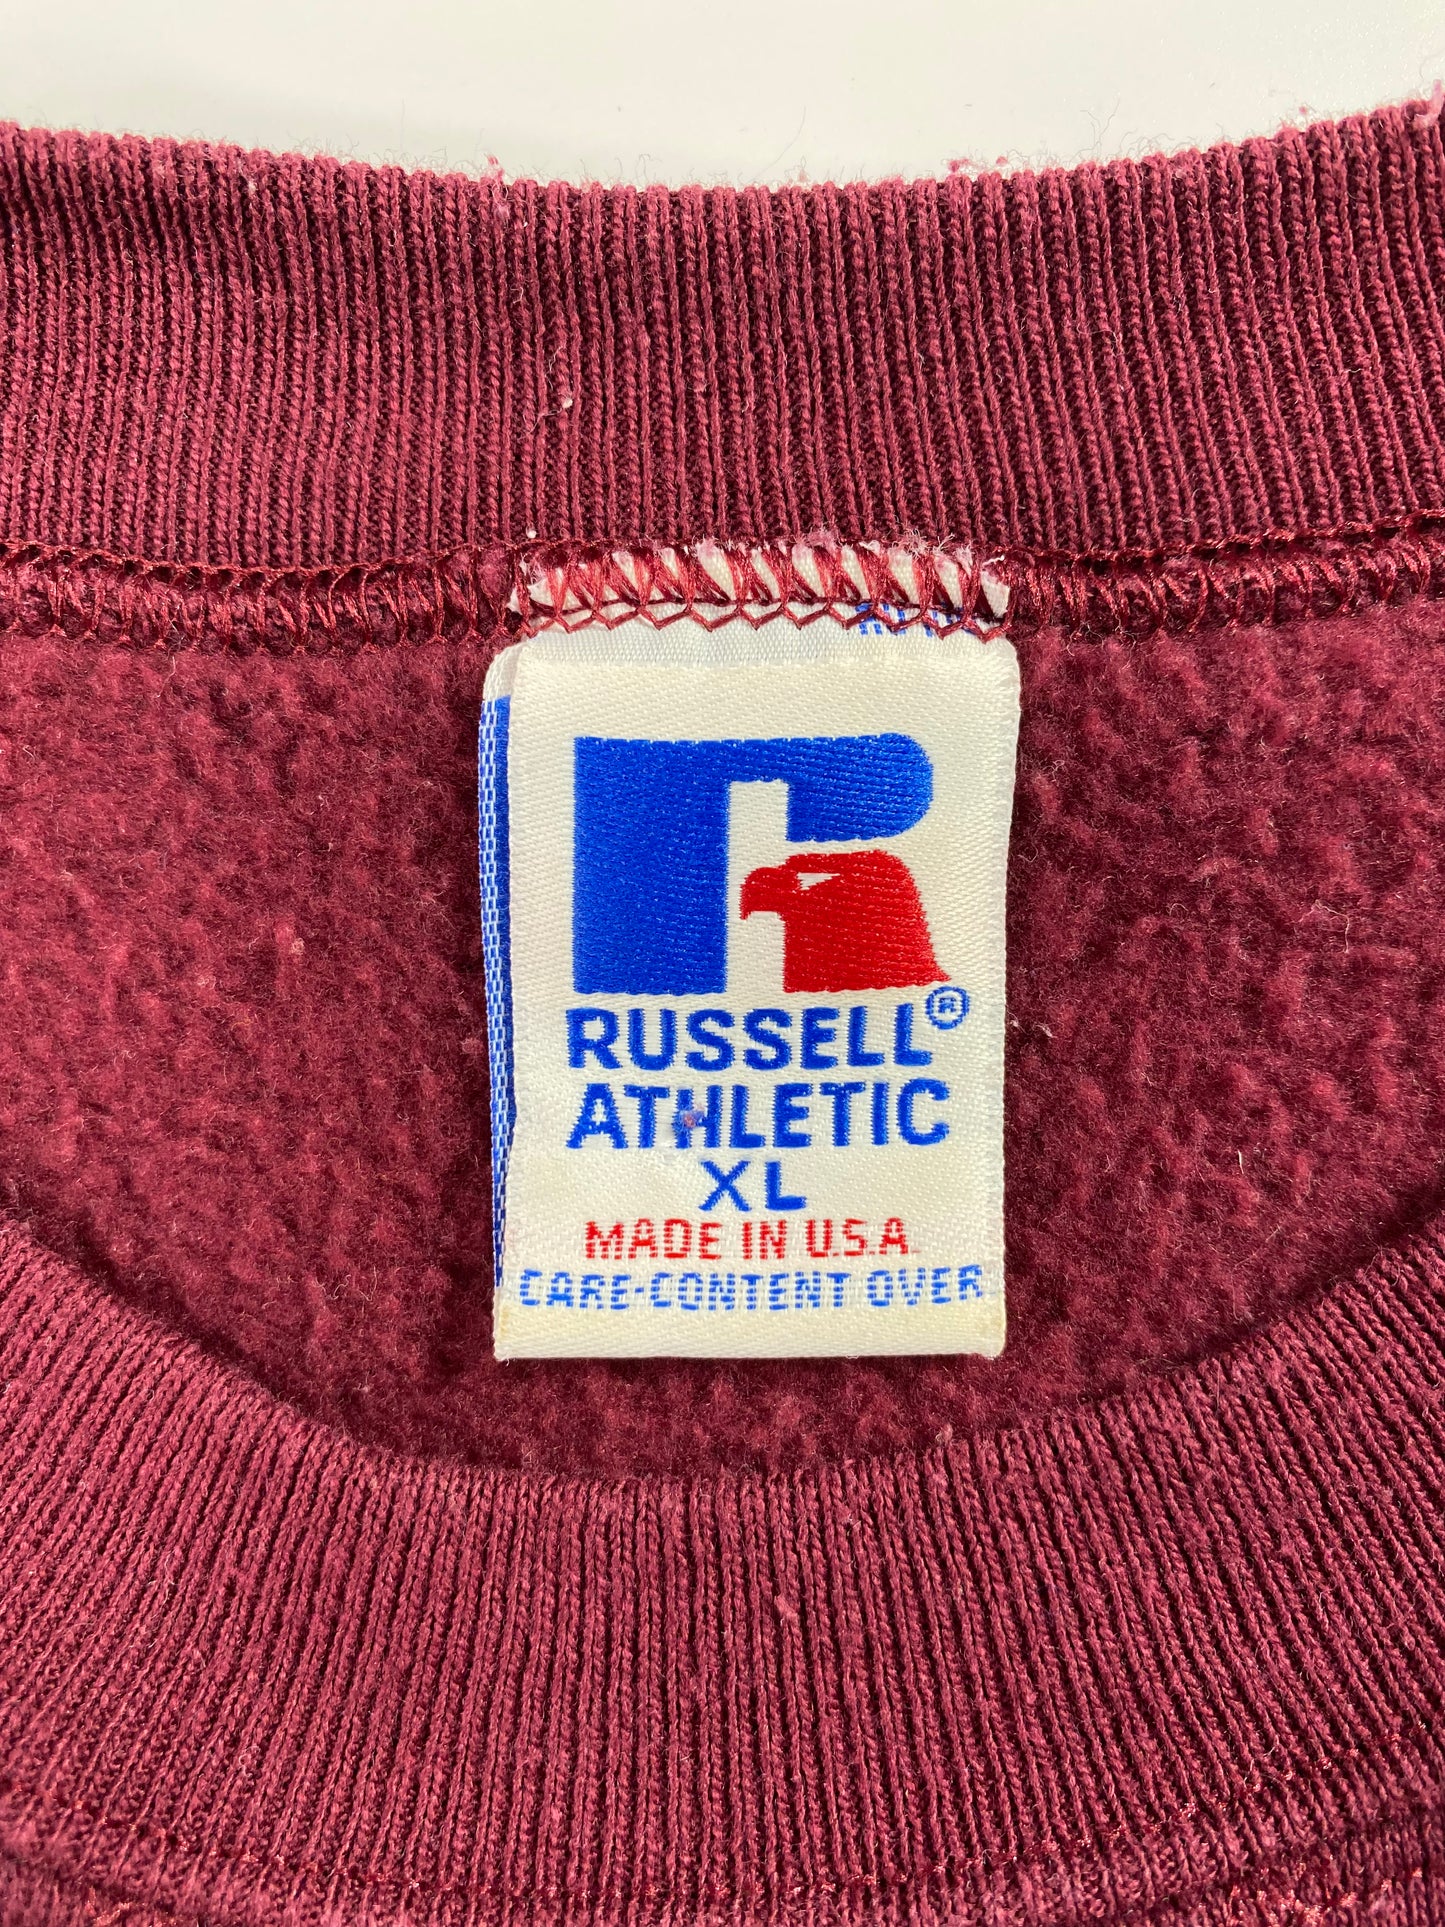 RUSSELL®
ATHLETIC
XL
MADE IN U.S.A.
CARE-CONTENT OVER